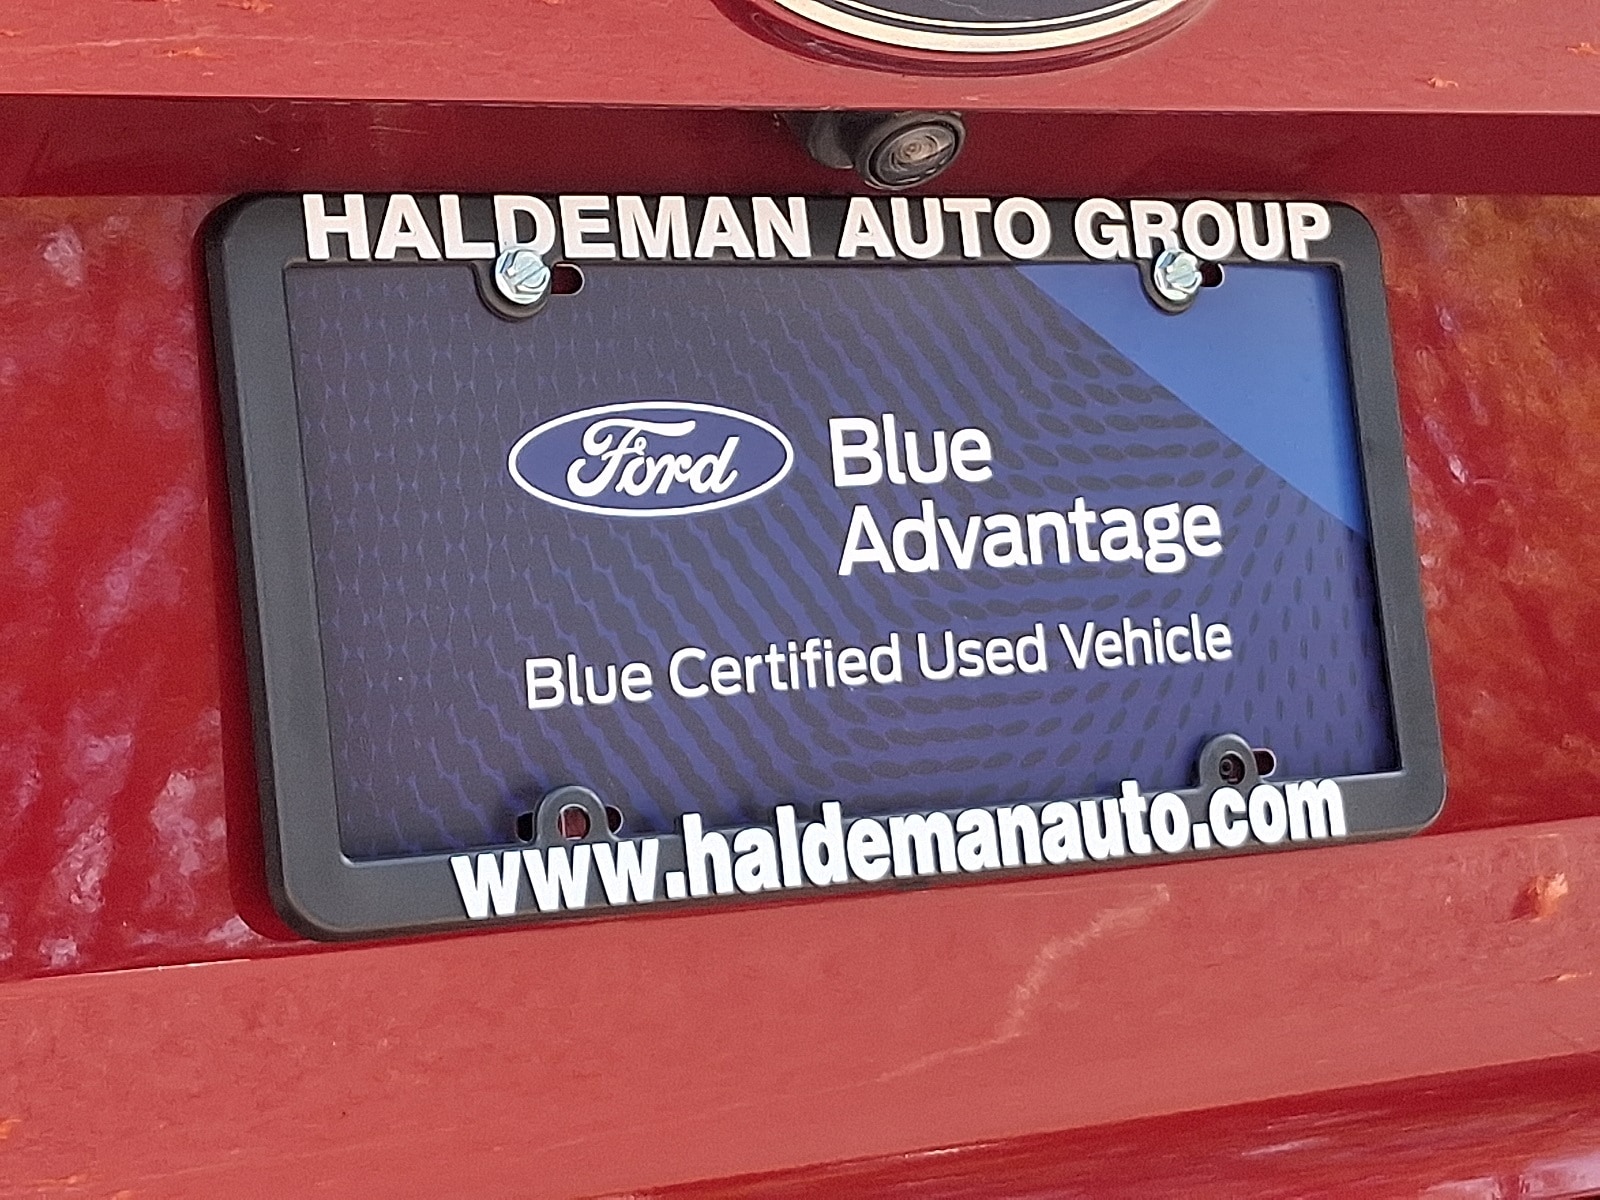 HALDEMAN AUTO GROUP
Ford
Blue
Advantage
Blue Certified Used Vehicle
www.haldemanauto.com